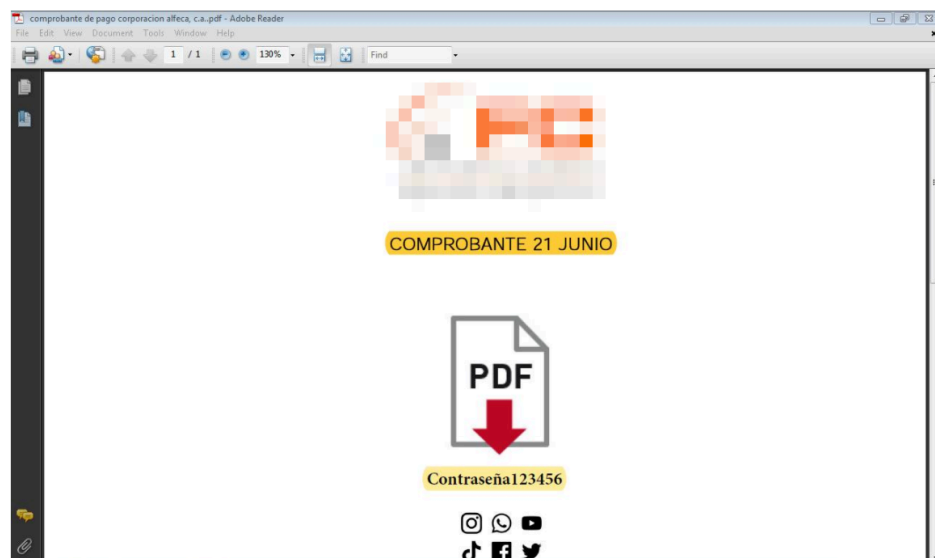 comprobante de pago corporacion alfeca, c.a..pdf - Adobe Reader
File Edit View Document Tools Window Help
1 / 1 130% Find
COMPROBANTE 21 JUNIO
PDF
Contraseña123456